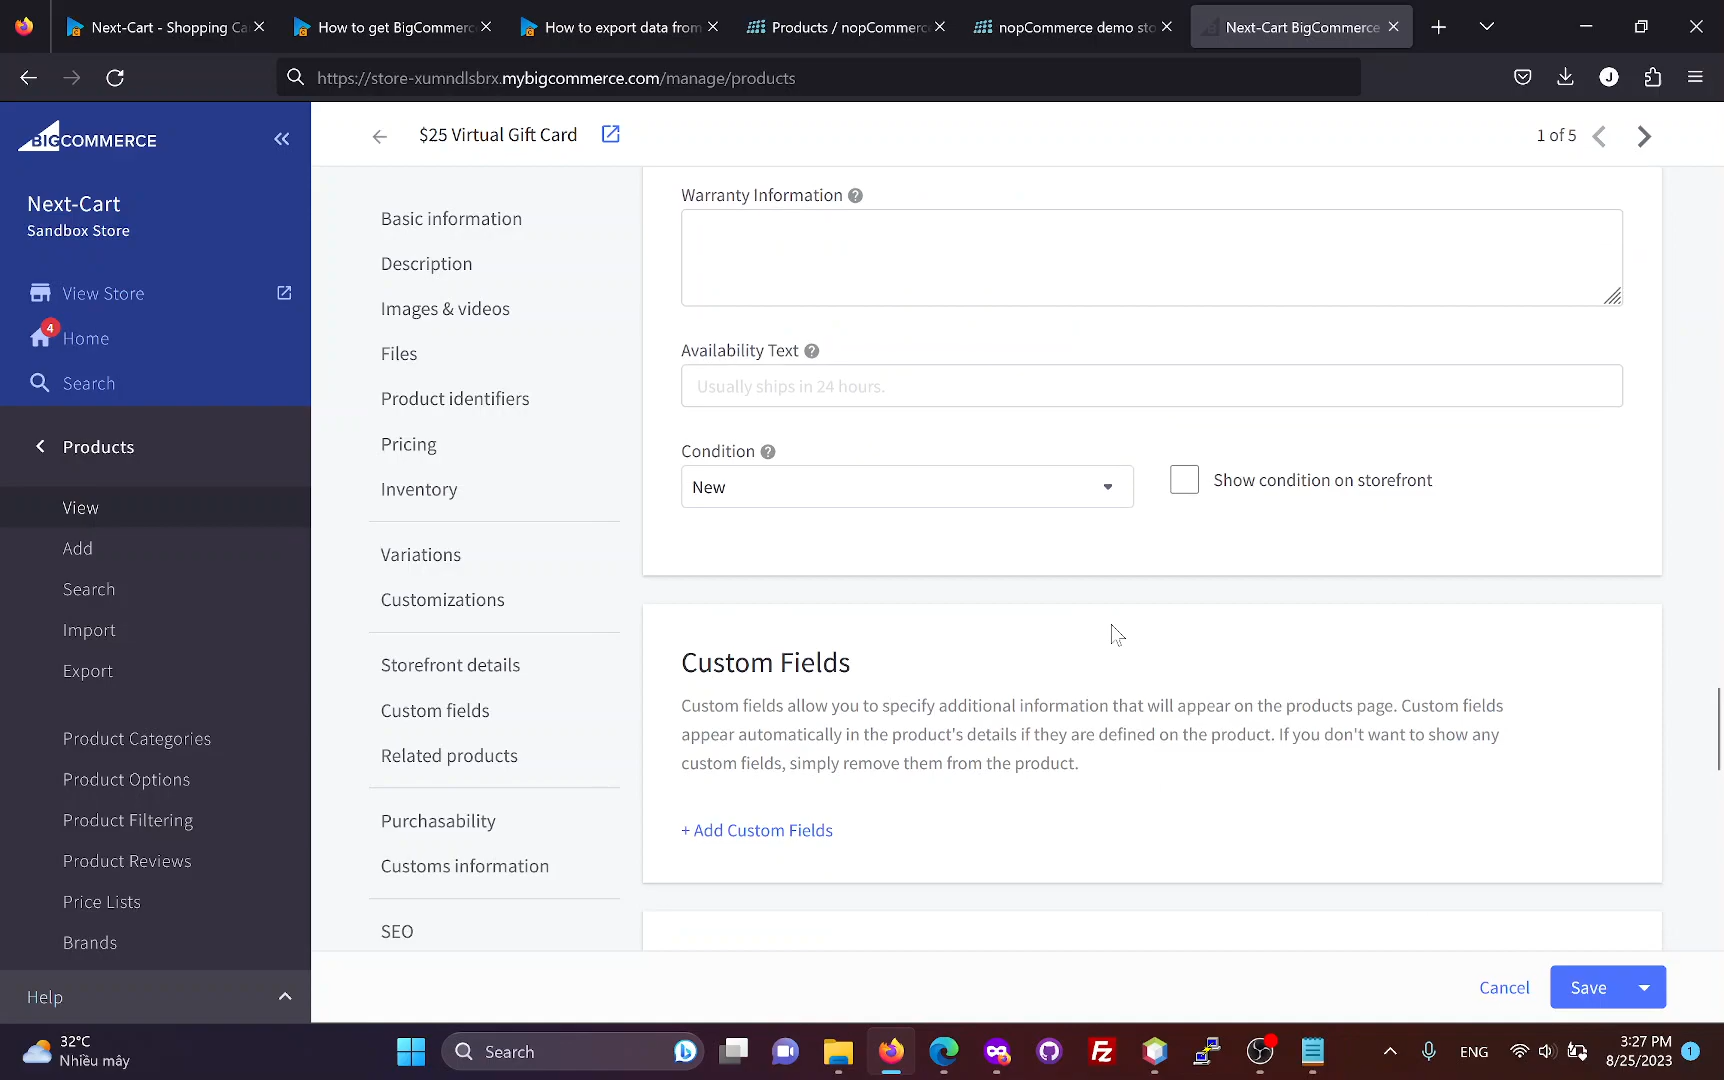 Next-Cart - Shopping Ca
How to get BigCommerc
How to export data from
Products / nopCommerc
nopCommerce demo sto
Next-Cart BigCommerce
https://store-xumndlsbrx.mybigcommerce.com/manage/products
J
BIGCOMMERCE
$25 Virtual Gift Card
1 of 5
Next-Cart
Sandbox Store
View Store
4
Home
Search
Products
View
Add
Search
Import
Export
Product Categories
Product Options
Product Filtering
Product Reviews
Price Lists
Brands
Help
Basic information
Description
Images & videos
Files
Product identifiers
Pricing
Inventory
Variations
Customizations
Storefront details
Custom fields
Related products
Purchasability
Customs information
SEO
Warranty Information ?
Availability Text ?
Usually ships in 24 hours.
Condition ?
New
Show condition on storefront
Custom Fields
Custom fields allow you to specify additional information that will appear on the products page. Custom fields
appear automatically in the product's details if they are defined on the product. If you don't want to show any
custom fields, simply remove them from the product.
+ Add Custom Fields
Cancel
Save
32°C
Nhiều mây
Search
ENG
3:27 PM
8/25/2023
1